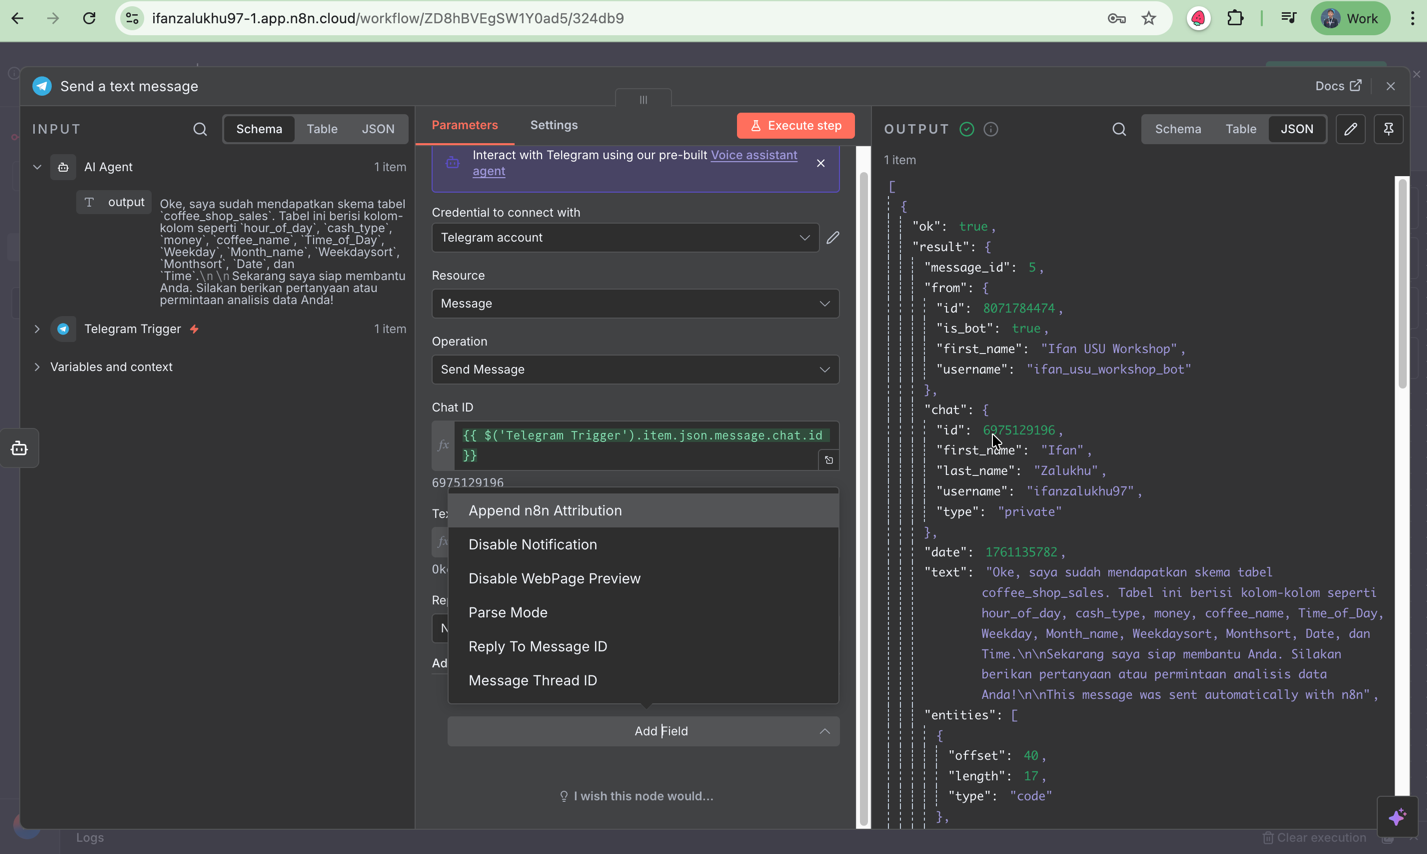 ifanzalukhu97-1.app.n8n.cloud/workflow/ZD8hBVEgSW1Y0ad5/324db9
Work
Send a text message
Docs
INPUT
Schema
Table
JSON
AI Agent
1 item
T output
Oke, saya sudah mendapatkan skema tabel
`coffee_shop_sales`. Tabel ini berisi kolom-
kolom seperti `hour_of_day`, `cash_type`,
`money`, `coffee_name`, `Time_of_Day`,
`Weekday`, `Month_name`, `Weekdaysort`,
`Monthsort`, `Date`, dan
`Time`.\n\nSekarang saya siap membantu
Anda. Silakan berikan pertanyaan atau
permintaan analisis data Anda!
Telegram Trigger
1 item
Variables and context
Parameters
Settings
Execute step
Interact with Telegram using our pre-built Voice assistant
agent
Credential to connect with
Telegram account
Resource
Message
Operation
Send Message
Chat ID
fx
{{ $('Telegram Trigger').item.json.message.chat.id
}}
6975129196
Append n8n Attribution
Disable Notification
Disable WebPage Preview
Parse Mode
Reply To Message ID
Message Thread ID
Add Field
I wish this node would...
OUTPUT
Schema
Table
JSON
1 item
[
{
"ok": true,
"result": {
"message_id": 5,
"from": {
"id": 8071784474,
"is_bot": true,
"first_name": "Ifan USU Workshop",
"username": "ifan_usu_workshop_bot"
},
"chat": {
"id": 6975129196,
"first_name": "Ifan",
"last_name": "Zalukhu",
"username": "ifanzalukhu97",
"type": "private"
},
"date": 1761135782,
"text": "Oke, saya sudah mendapatkan skema tabel
coffee_shop_sales. Tabel ini berisi kolom-kolom seperti
hour_of_day, cash_type, money, coffee_name, Time_of_Day,
Weekday, Month_name, Weekdaysort, Monthsort, Date, dan
Time.\n\nSekarang saya siap membantu Anda. Silakan
berikan pertanyaan atau permintaan analisis data
Anda!\n\nThis message was sent automatically with n8n",
"entities": [
{
"offset": 40,
"length": 17,
"type": "code"
},
Logs
Clear execution